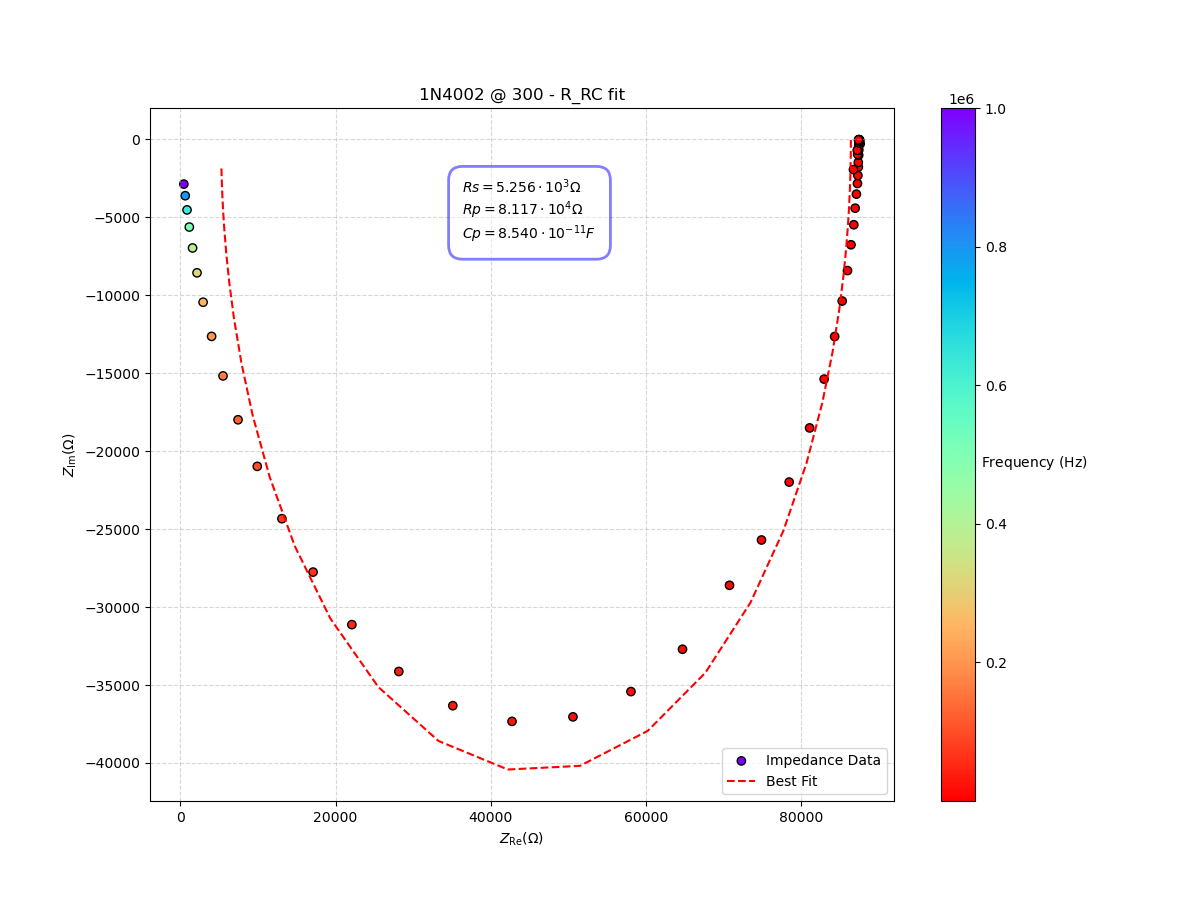 1N4002 @ 300 - R_RC fit
1e6
1.0
0.8
0.6
0.4
0.2
Frequency (Hz)
0
−5000
−10000
−15000
−20000
−25000
−30000
−35000
−40000
Z_Im(Ω)
Rs = 5.256 · 10³Ω
Rp = 8.117 · 10⁴Ω
Cp = 8.540 · 10⁻¹¹F
Impedance Data
Best Fit
0 20000 40000 60000 80000
Z_Re(Ω)